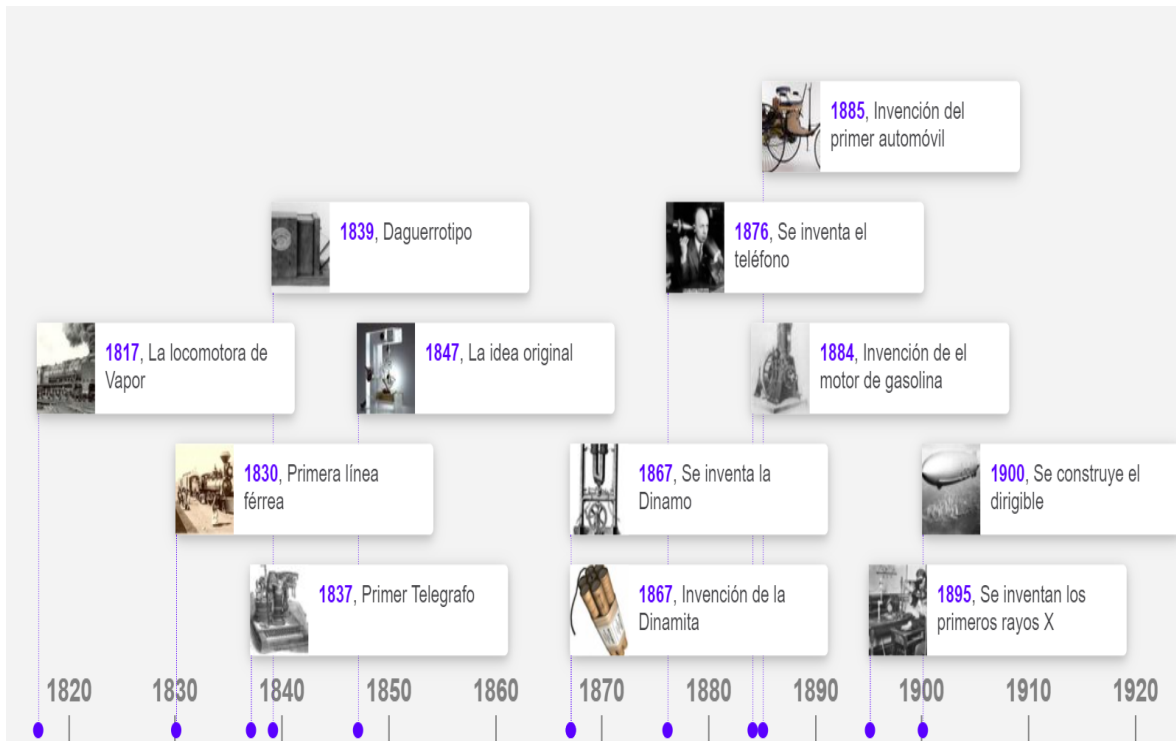 1885, Invención del
primer automóvil
1839, Daguerrotipo
1876, Se inventa el
teléfono
1817, La locomotora de
Vapor
1847, La idea original
1884, Invención de el
motor de gasolina
1830, Primera línea
férrea
1867, Se inventa la
Dinamo
1900, Se construye el
dirigible
1837, Primer Telegrafo
1867, Invención de la
Dinamita
1895, Se inventan los
primeros rayos X
1820 1830 1840 1850 1860 1870 1880 1890 1900 1910 1920